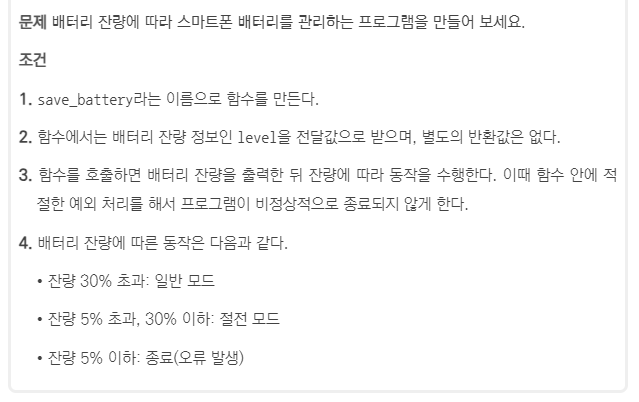 문제 배터리 잔량에 따라 스마트폰 배터리를 관리하는 프로그램을 만들어 보세요.
조건
1. save_battery라는 이름으로 함수를 만든다.
2. 함수에서는 배터리 잔량 정보인 level을 전달값으로 받으며, 별도의 반환값은 없다.
3. 함수를 호출하면 배터리 잔량을 출력한 뒤 잔량에 따라 동작을 수행한다. 이때 함수 안에 적
절한 예외 처리를 해서 프로그램이 비정상적으로 종료되지 않게 한다.
4. 배터리 잔량에 따른 동작은 다음과 같다.
• 잔량 30% 초과: 일반 모드
• 잔량 5% 초과, 30% 이하: 절전 모드
• 잔량 5% 이하: 종료(오류 발생)